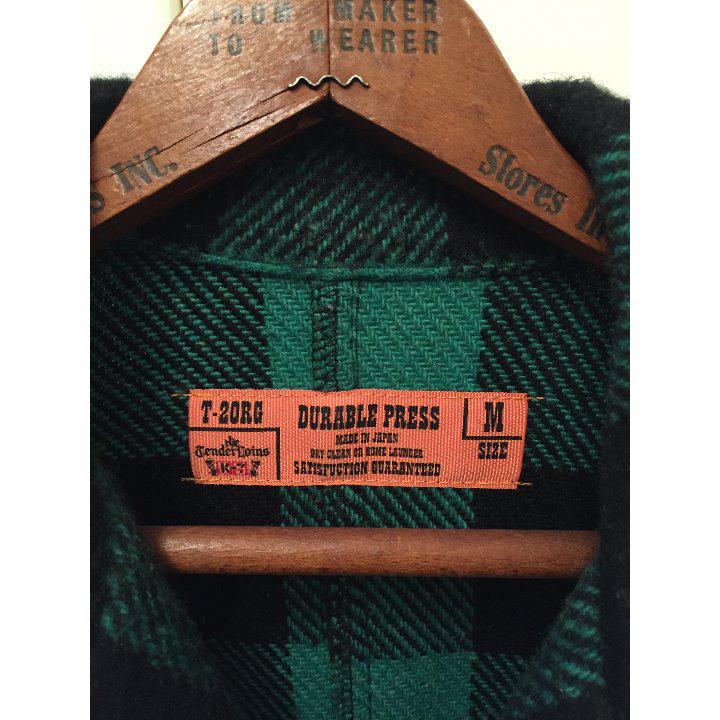 FROM MAKER
TO WEARER
S INC.
Stores In
T-20RG
the
TenderLoins
DURABLE PRESS
MADE IN JAPAN
DRY CLEAN OR HOME
SATISFUCTION GUARANTEED
M
SIZE